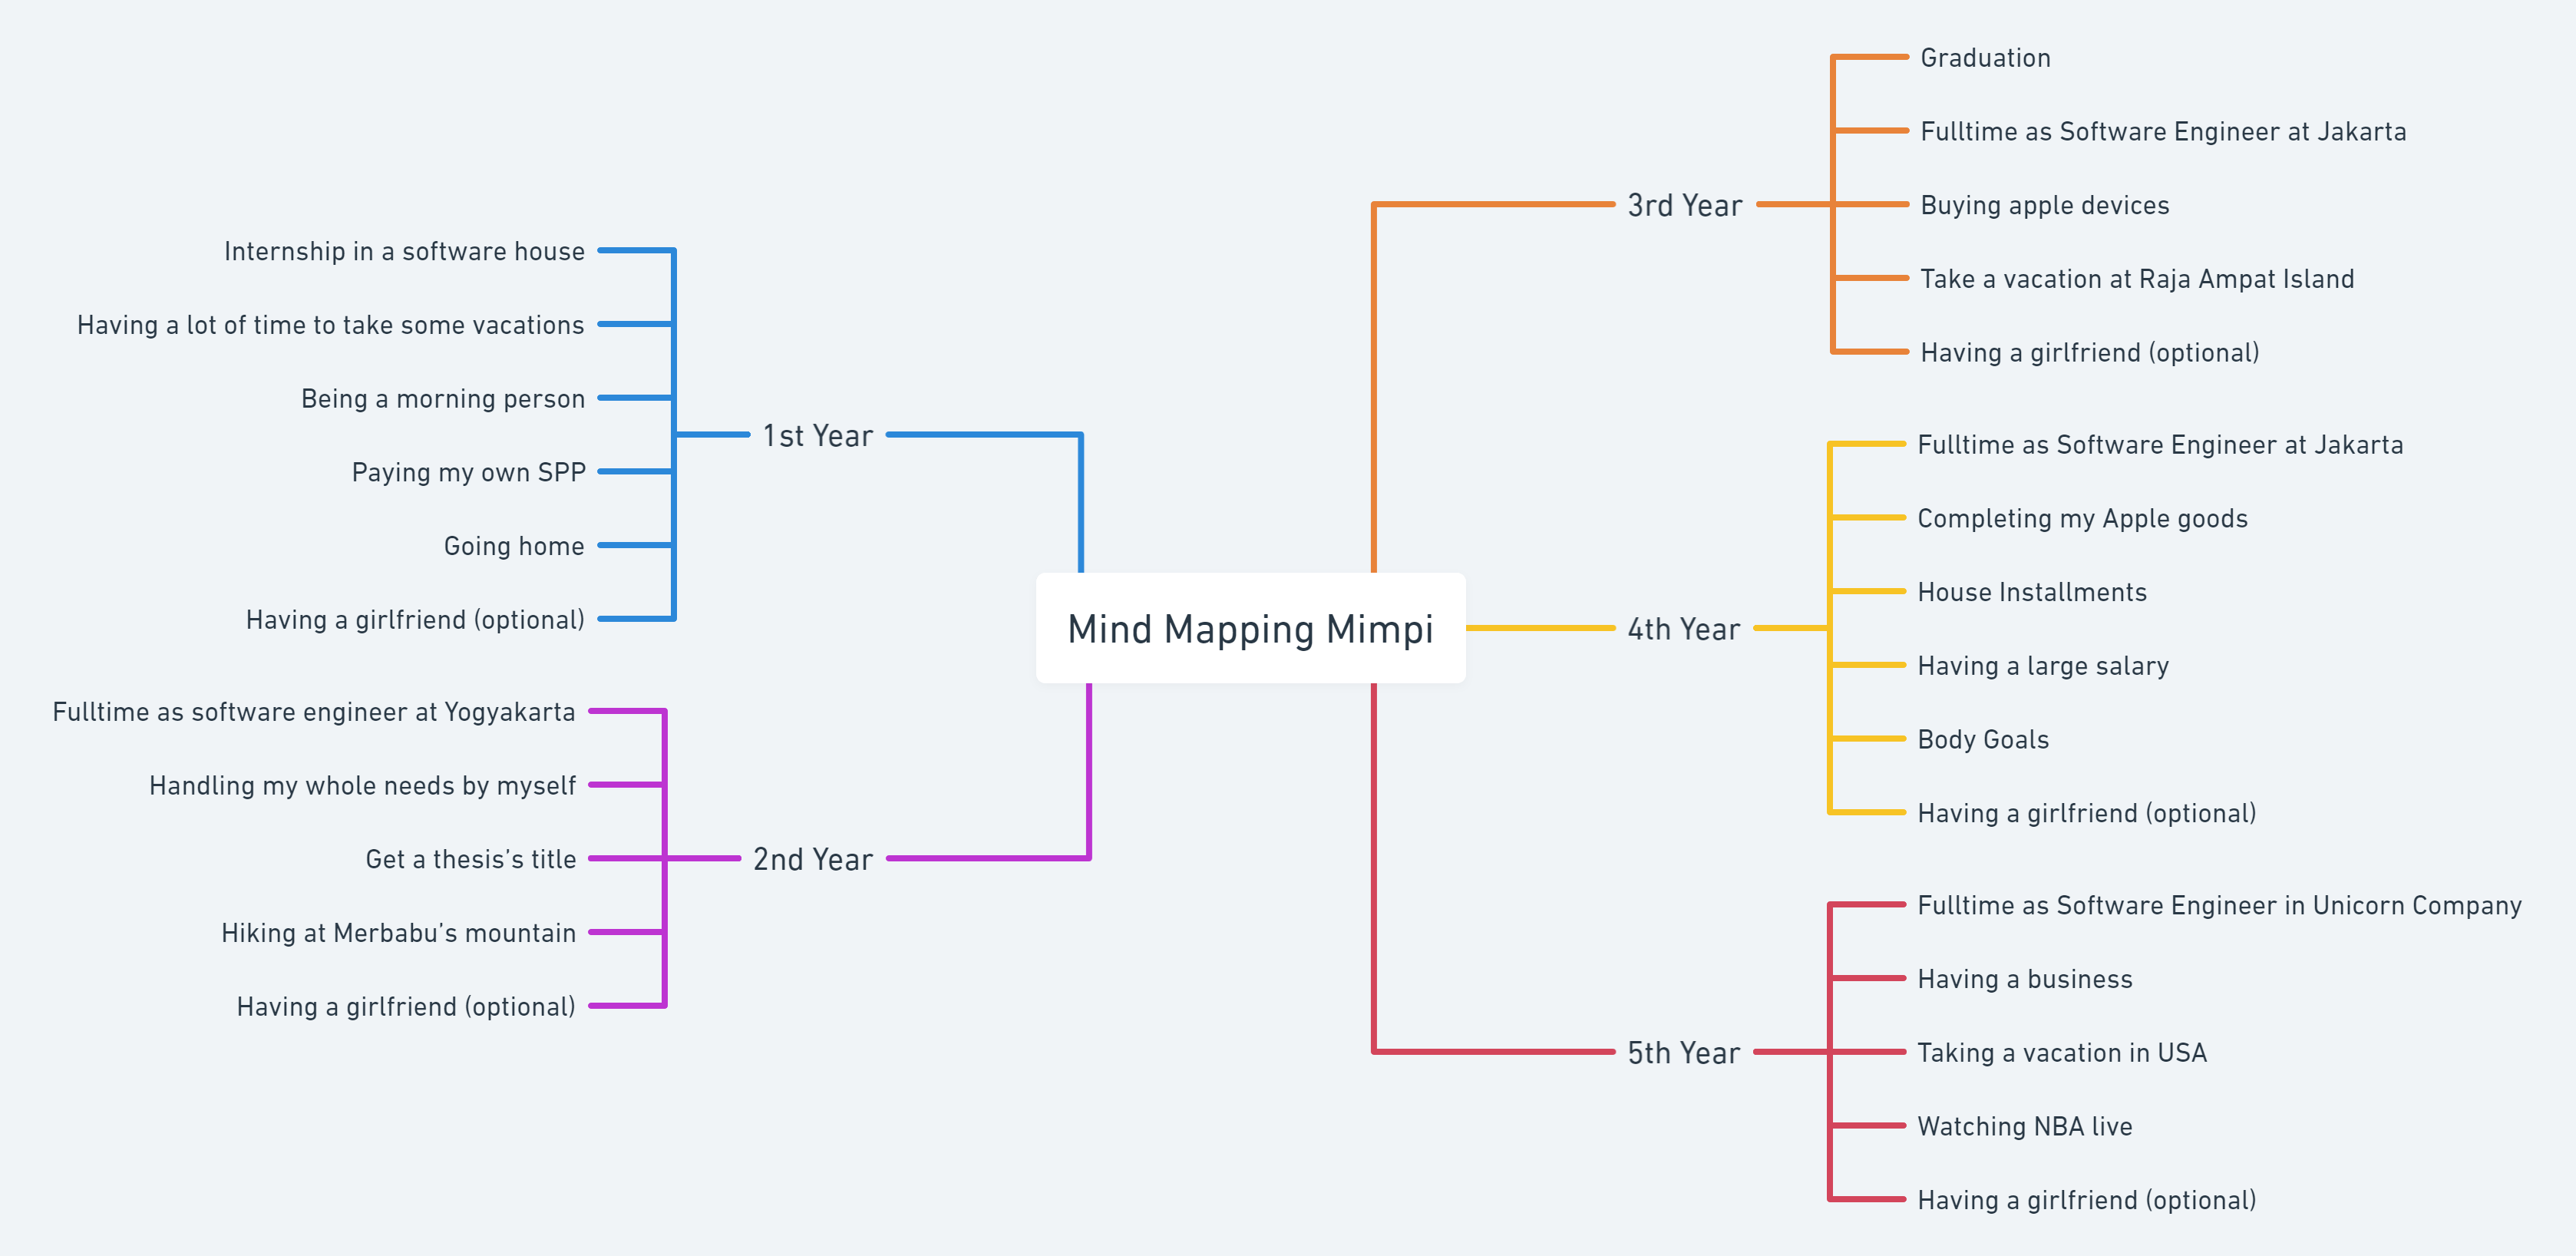 Mind Mapping Mimpi
1st Year
Internship in a software house
Having a lot of time to take some vacations
Being a morning person
Paying my own SPP
Going home
Having a girlfriend (optional)
2nd Year
Fulltime as software engineer at Yogyakarta
Handling my whole needs by myself
Get a thesis’s title
Hiking at Merbabu’s mountain
Having a girlfriend (optional)
3rd Year
Graduation
Fulltime as Software Engineer at Jakarta
Buying apple devices
Take a vacation at Raja Ampat Island
Having a girlfriend (optional)
4th Year
Fulltime as Software Engineer at Jakarta
Completing my Apple goods
House Installments
Having a large salary
Body Goals
Having a girlfriend (optional)
5th Year
Fulltime as Software Engineer in Unicorn Company
Having a business
Taking a vacation in USA
Watching NBA live
Having a girlfriend (optional)